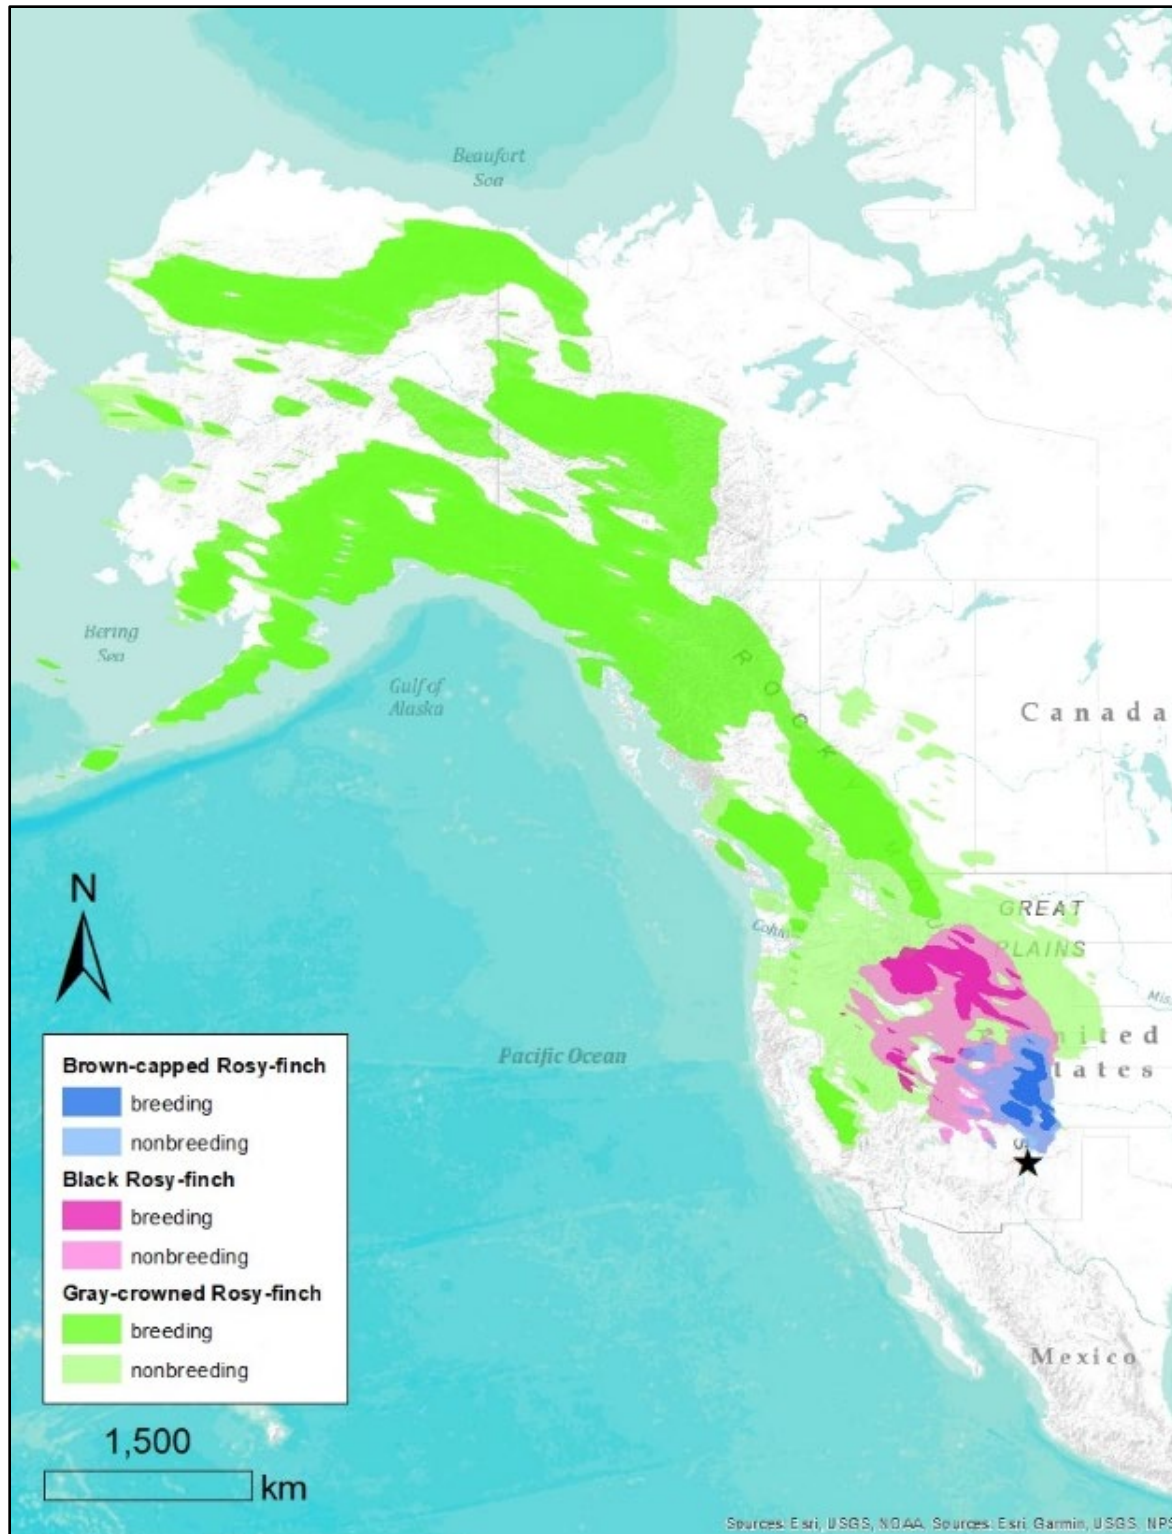 Beaufort
Sea
Bering
Sea
Gulf of
Alaska
R O C K
Canada
GREAT
PLAINS
Pacific Ocean
United
States
S
Mexico
N
Brown-capped Rosy-finch
breeding
nonbreeding
Black Rosy-finch
breeding
nonbreeding
Gray-crowned Rosy-finch
breeding
nonbreeding
1,500
km
Sources: Esri, USGS, NOAA, Sources: Esri, Garmin, USGS, NPS